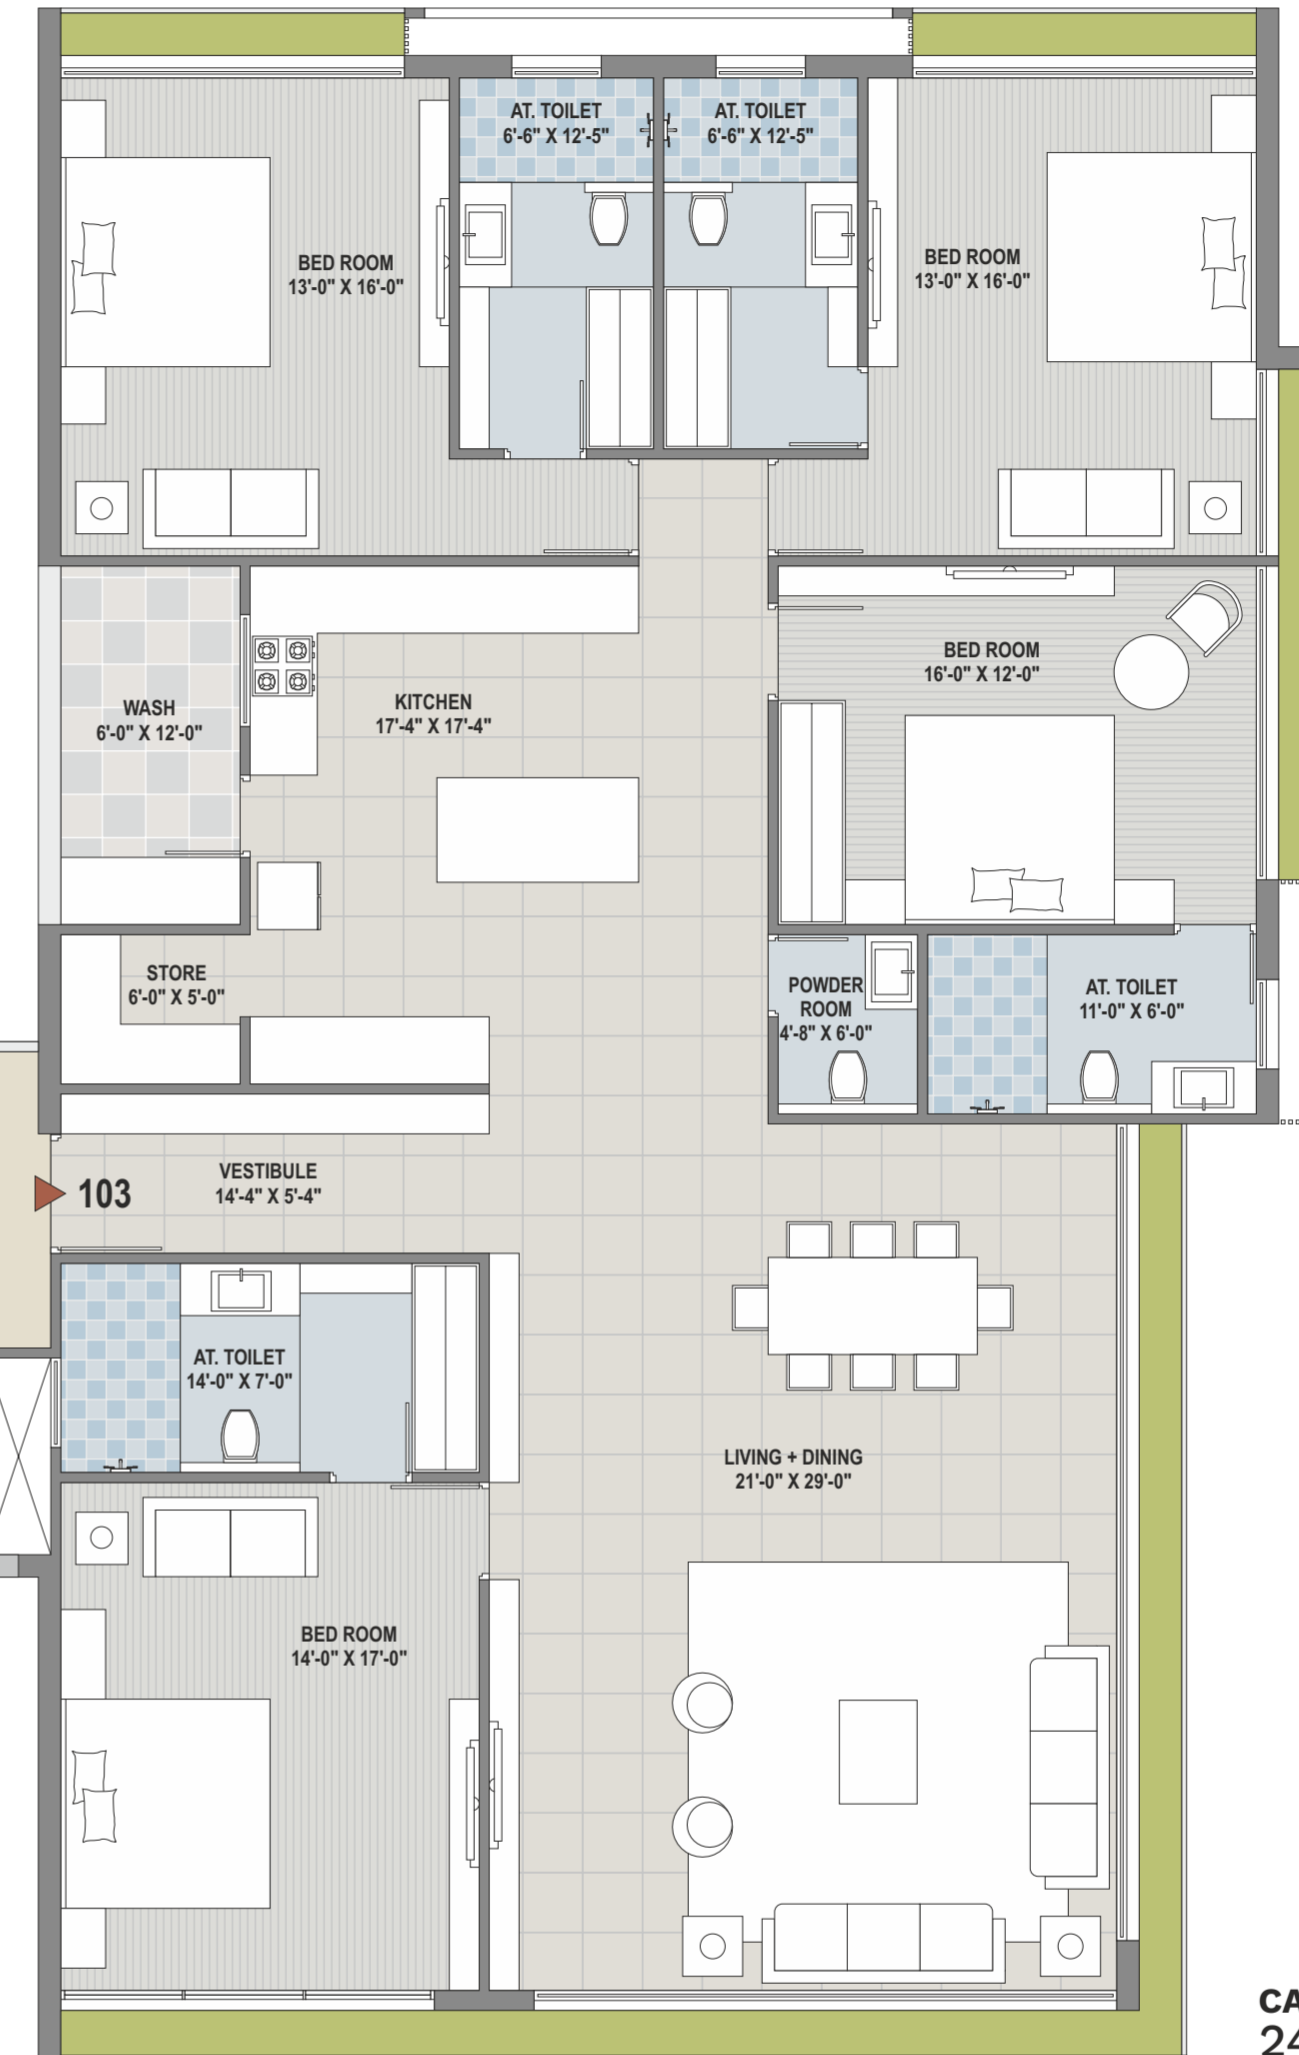 AT. TOILET
6'-6" X 12'-5"
AT. TOILET
6'-6" X 12'-5"
BED ROOM
13'-0" X 16'-0"
BED ROOM
13'-0" X 16'-0"
BED ROOM
16'-0" X 12'-0"
WASH
6'-0" X 12'-0"
KITCHEN
17'-4" X 17'-4"
STORE
6'-0" X 5'-0"
POWDER
ROOM
4'-8" X 6'-0"
AT. TOILET
11'-0" X 6'-0"
103
VESTIBULE
14'-4" X 5'-4"
AT. TOILET
14'-0" X 7'-0"
LIVING + DINING
21'-0" X 29'-0"
BED ROOM
14'-0" X 17'-0"